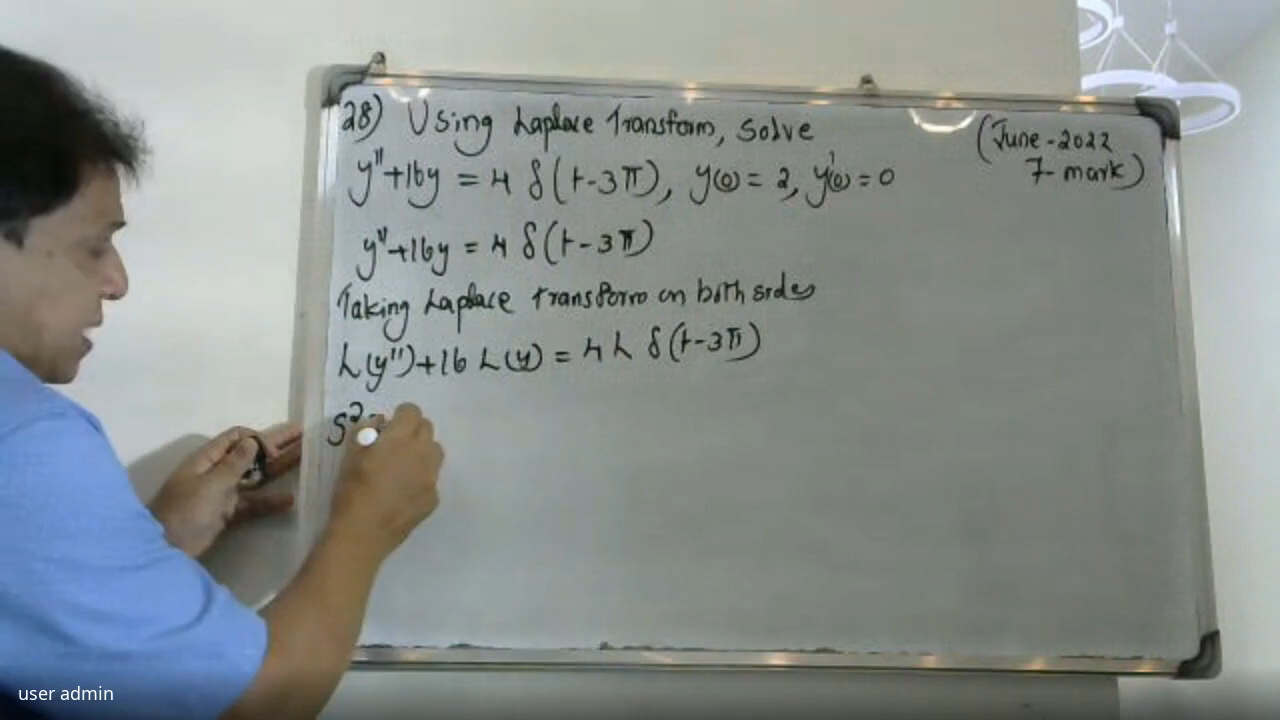 28) Using Laplace Transform, solve
(June-2022
7-mark)
y''+16y = 4 δ(t-3π), y(0) = 2, y'(0) = 0
y''+16y = 4 δ(t-3π)
Taking Laplace transform on both sides
L(y'')+16 L(y) = 4 L δ(t-3π)
S²
user admin